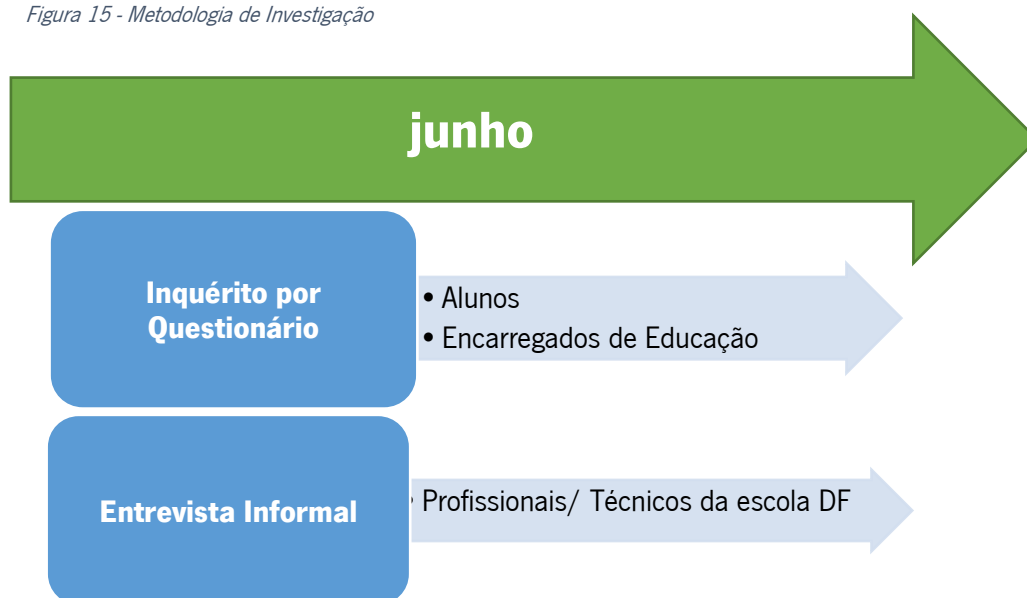 Figura 15 - Metodologia de Investigação
junho
Inquérito por
Questionário
• Alunos
• Encarregados de Educação
Entrevista Informal
• Profissionais/ Técnicos da escola DF